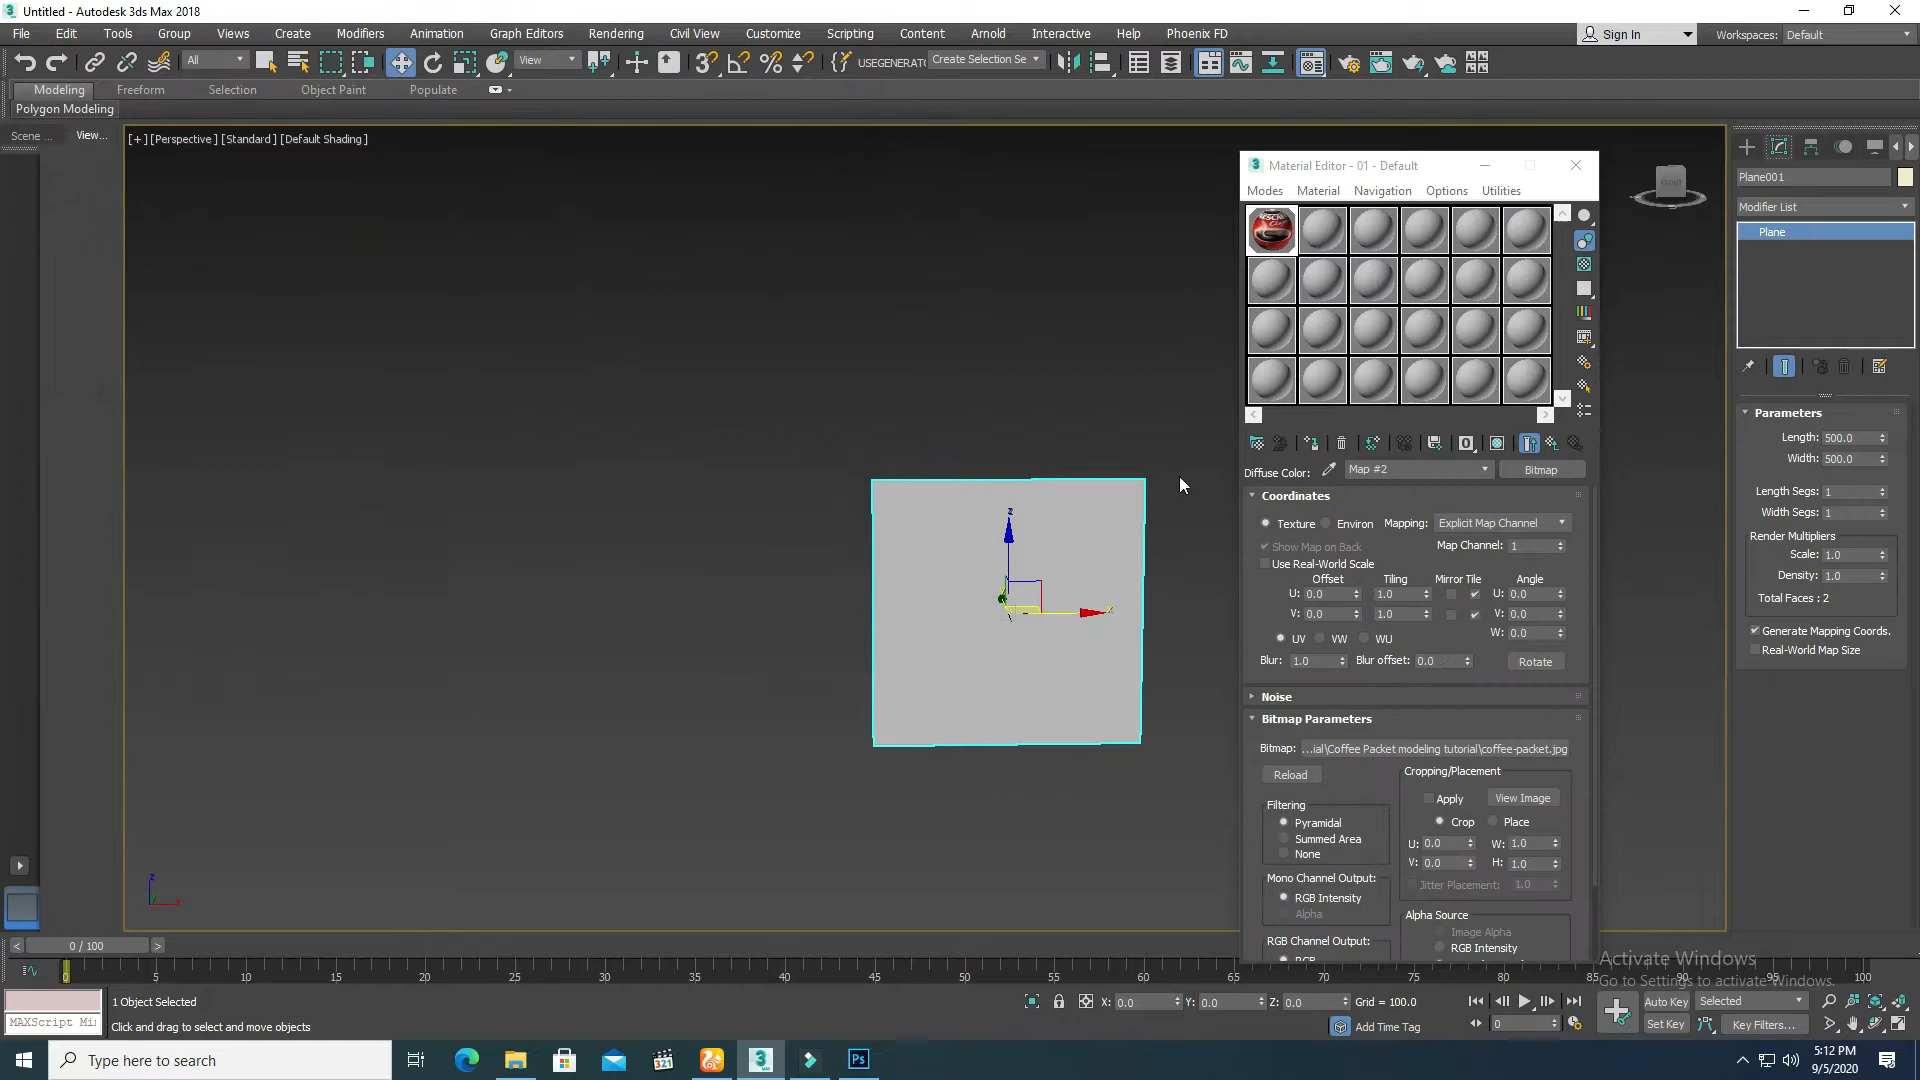 Untitled - Autodesk 3ds Max 2018
File Edit Tools Group Views Create Modifiers Animation Graph Editors Rendering Civil View Customize Scripting Content Arnold Interactive Help Phoenix FD
Sign In Workspaces: Default
All View USEGENERATO Create Selection Se
Modeling Freeform Selection Object Paint Populate
Polygon Modeling
Scene ... View...
[+] [Perspective ] [Standard ] [Default Shading ]
FRONT
Material Editor - 01 - Default
Modes Material Navigation Options Utilities
Diffuse Color: Map #2 Bitmap
Coordinates
Texture Environ Mapping: Explicit Map Channel
Show Map on Back Map Channel: 1
Use Real-World Scale
Offset Tiling Mirror Tile Angle
U: 0.0 1.0 U: 0.0
V: 0.0 1.0 V: 0.0
W: 0.0
UV VW WU
Blur: 1.0 Blur offset: 0.0 Rotate
Noise
Bitmap Parameters
Bitmap: ...ial\Coffee Packet modeling tutorial\coffee-packet.jpg
Reload
Cropping/Placement
Apply View Image
Crop Place
U: 0.0 W: 1.0
V: 0.0 H: 1.0
Jitter Placement: 1.0
Filtering
Pyramidal
Summed Area
None
Mono Channel Output:
RGB Intensity
Alpha
RGB Channel Output:
RGB
Alpha Source
Image Alpha
RGB Intensity
Plane001
Modifier List
Plane
Parameters
Length: 500.0
Width: 500.0
Length Segs: 1
Width Segs: 1
Render Multipliers
Scale: 1.0
Density: 1.0
Total Faces : 2
Generate Mapping Coords.
Real-World Map Size
z
x
z
x
Activate Windows
Go to Settings to activate Windows.
< 0 / 100 >
0 5 10 15 20 25 30 35 40 45 50 55 60 65 70 75 80 85 90 95 100
1 Object Selected X: 0.0 Y: 0.0 Z: 0.0 Grid = 100.0
MAXScript Mi Click and drag to select and move objects
Add Time Tag
0
Auto Key Selected
Set Key Key Filters...
Type here to search
321
3
Ps
5:12 PM
9/5/2020